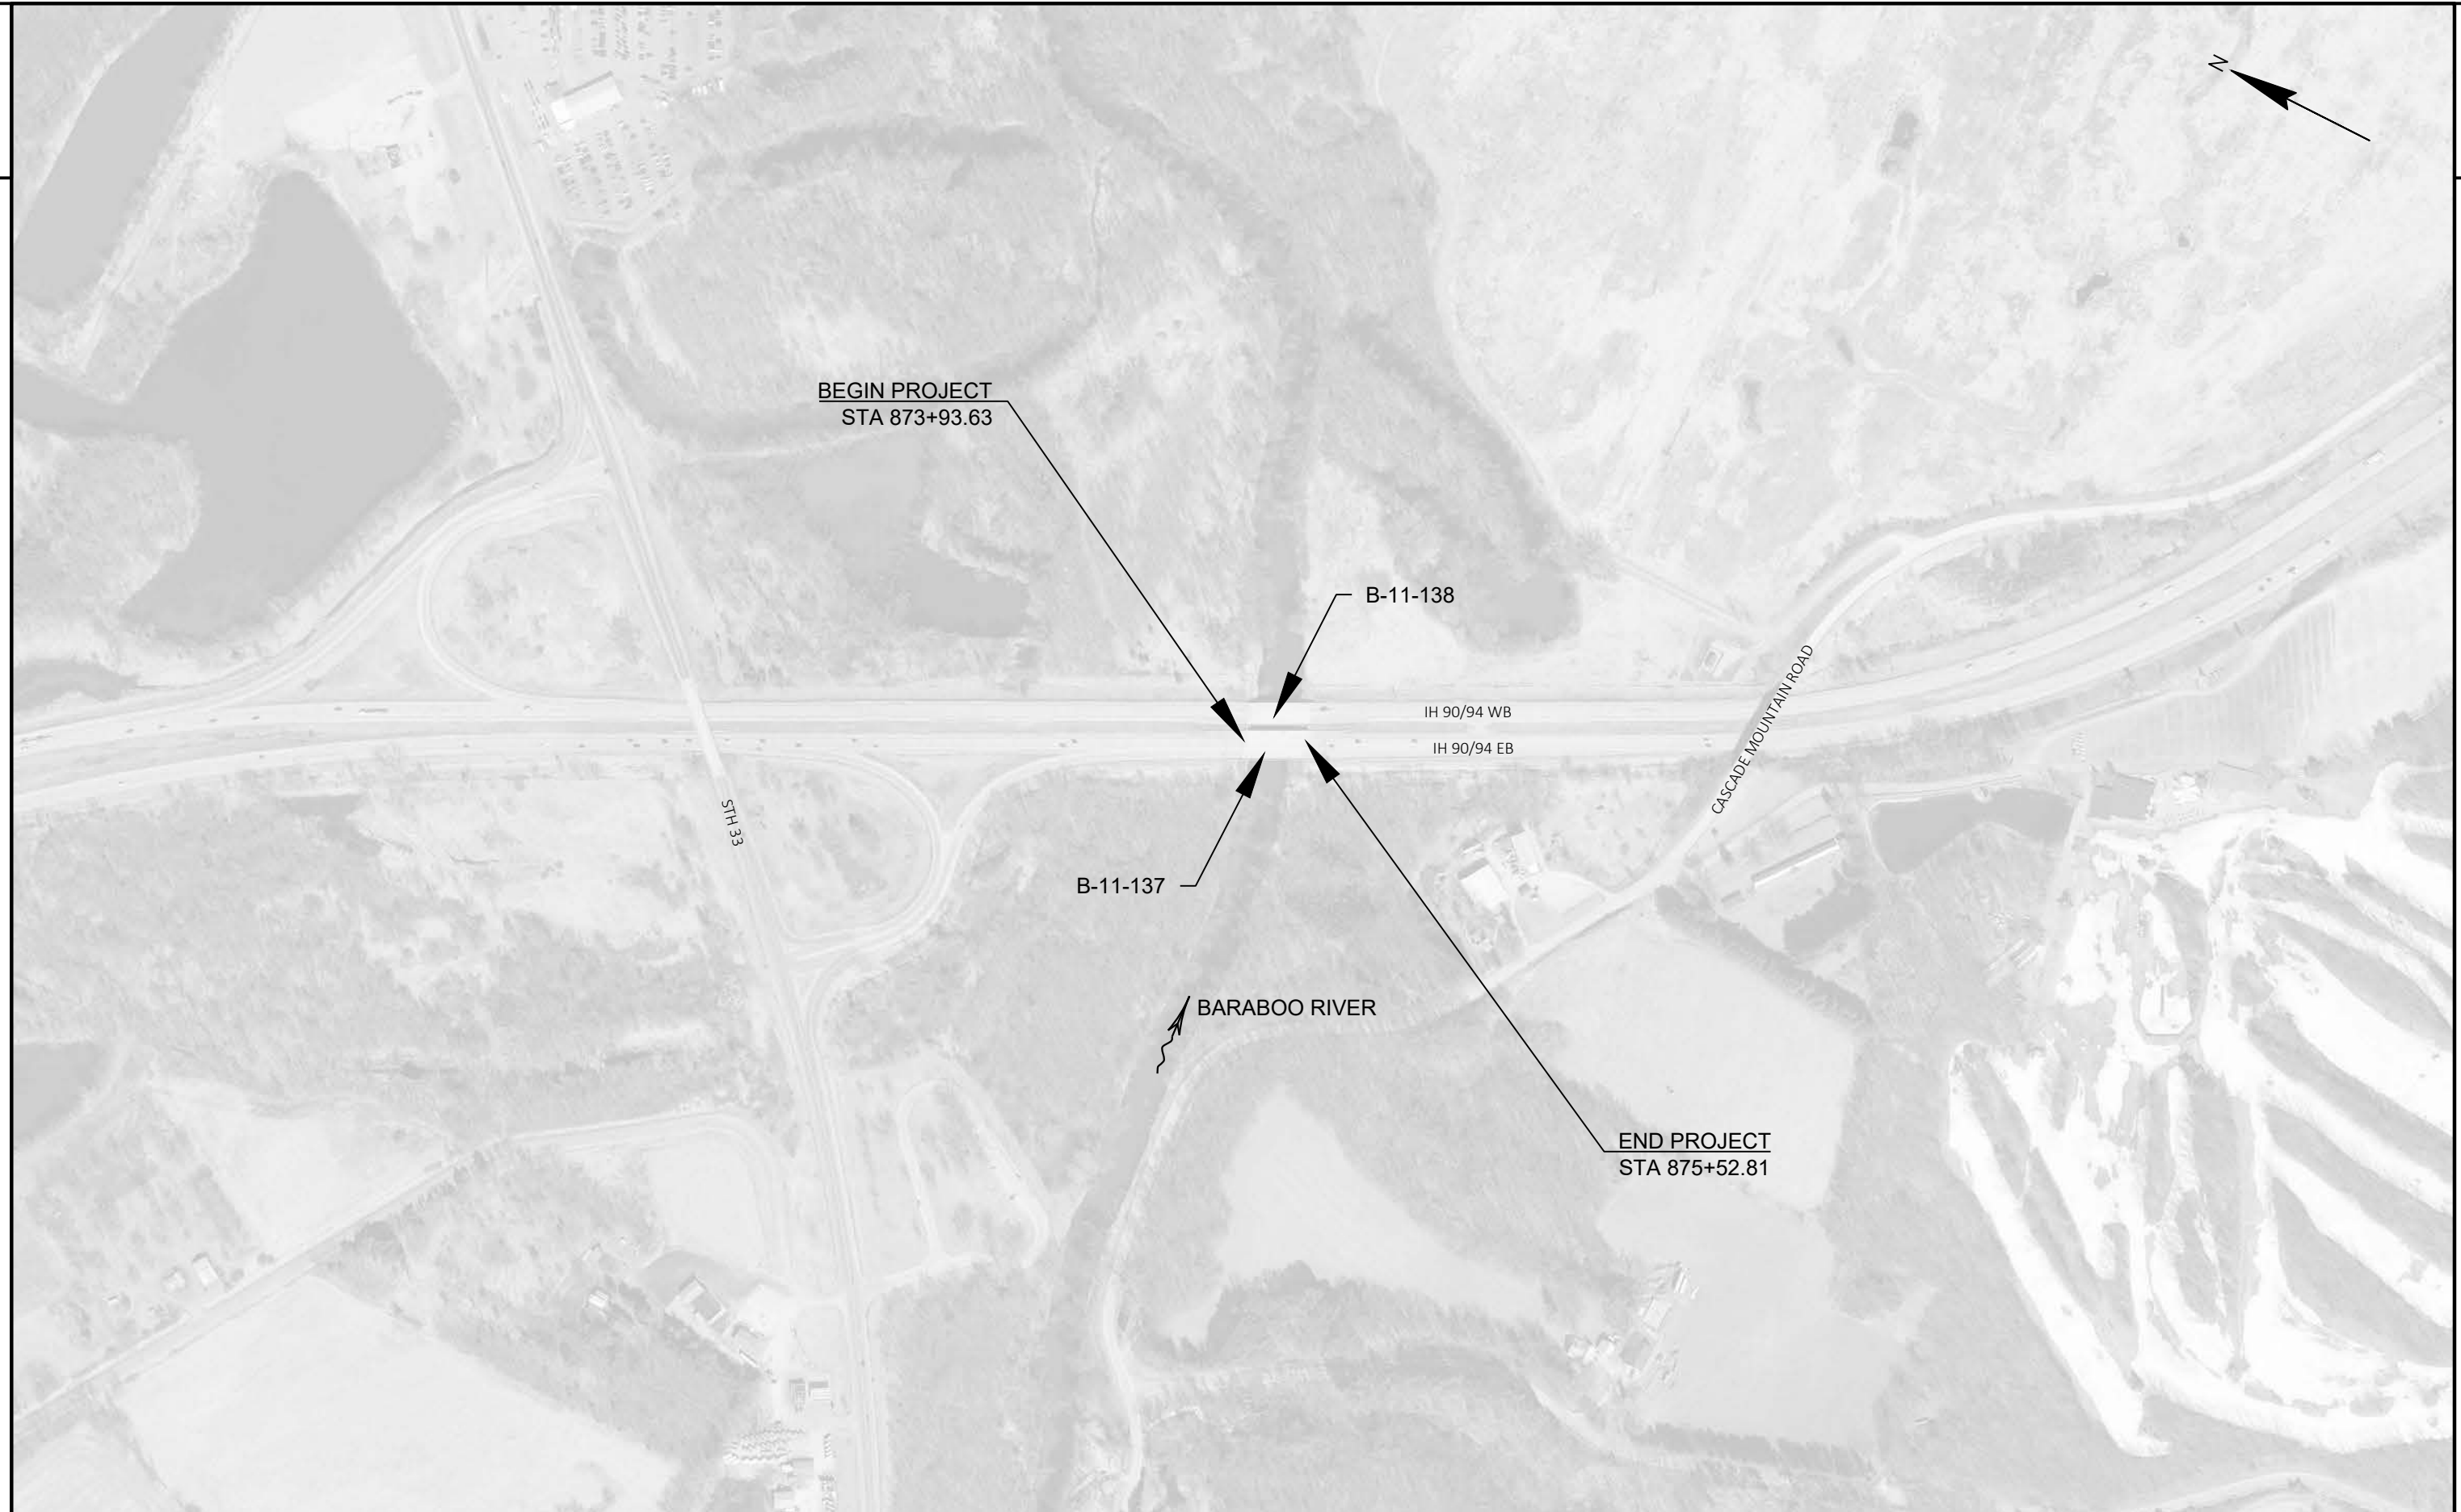 N
BEGIN PROJECT
STA 873+93.63
B-11-138
IH 90/94 WB
IH 90/94 EB
CASCADE MOUNTAIN ROAD
STH 33
B-11-137
BARABOO RIVER
END PROJECT
STA 875+52.81